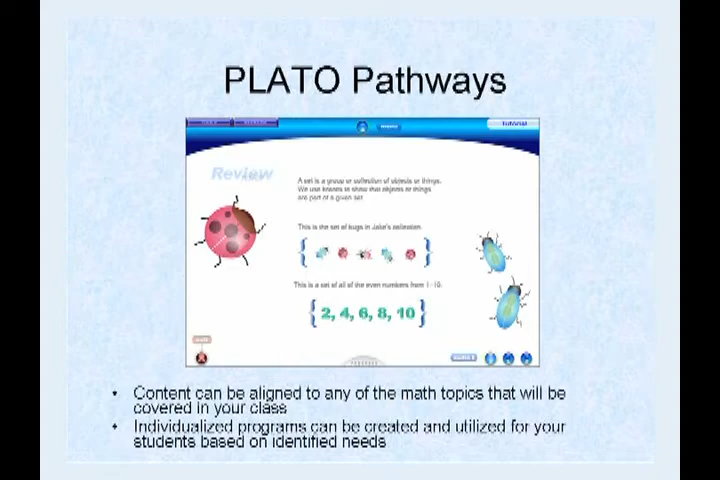 PLATO Pathways
TUTORIAL
Review
A set is a group or collection of objects or things.
We use braces to show that objects or things
are part of a given set
This is the set of bugs in Jake's collection.
This is a set of all of the even numbers from 1-10.
{ 2, 4, 6, 8, 10 }
• Content can be aligned to any of the math topics that will be
covered in your class
• Individualized programs can be created and utilized for your
students based on identified needs